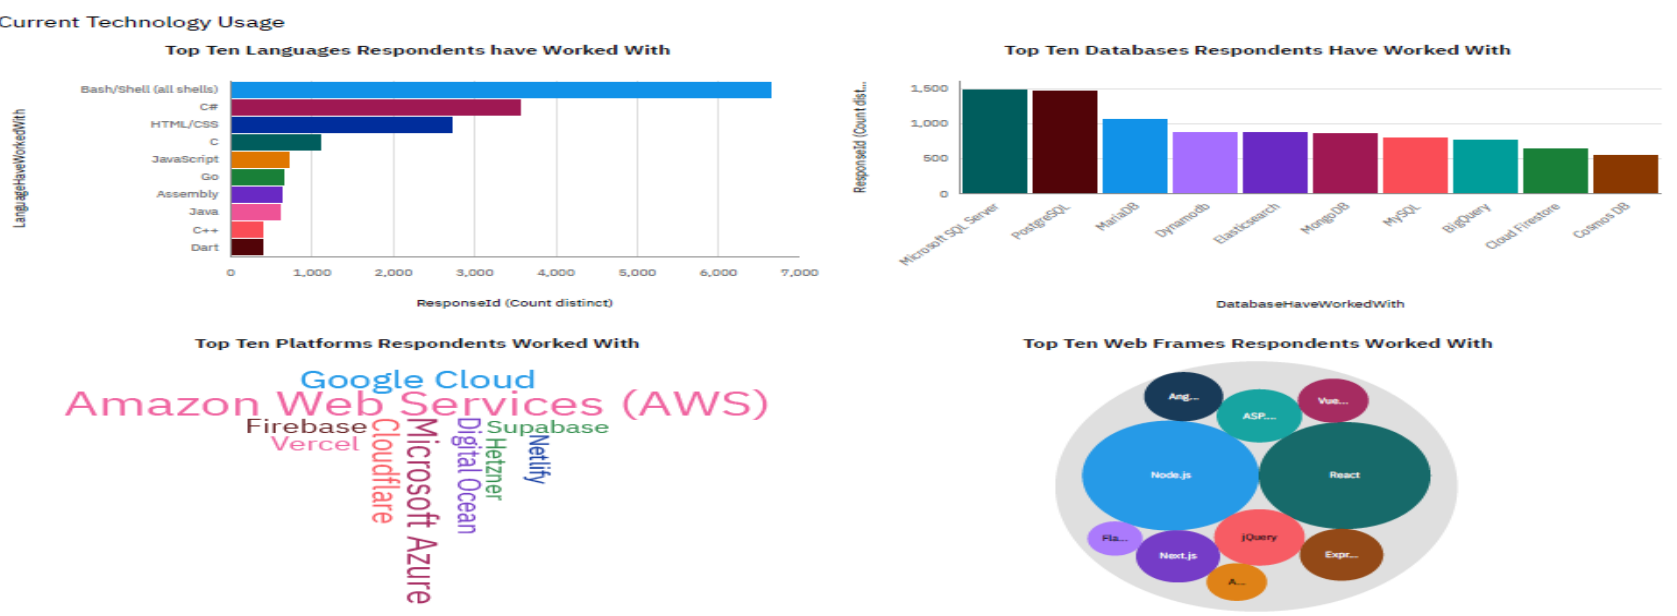 Current Technology Usage
Top Ten Languages Respondents have Worked With
LanguageHaveWorkedWith
Bash/Shell (all shells)
C#
HTML/CSS
C
JavaScript
Go
Assembly
Java
C++
Dart
0 1,000 2,000 3,000 4,000 5,000 6,000 7,000
ResponseId (Count distinct)
Top Ten Databases Respondents Have Worked With
ResponseId (Count dist...
1,500
1,000
500
0
Microsoft SQL Server
PostgreSQL
MariaDB
Dynamodb
Elasticsearch
MongoDB
MySQL
BigQuery
Cloud Firestore
Cosmos DB
DatabaseHaveWorkedWith
Top Ten Platforms Respondents Worked With
Google Cloud
Amazon Web Services (AWS)
Firebase
Vercel
Cloudflare
Microsoft Azure
Digital Ocean
Supabase
Hetzner
Netlify
Top Ten Web Frames Respondents Worked With
Ang...
ASP....
Vue...
Node.js
React
Fla...
Next.js
jQuery
Expr...
A...